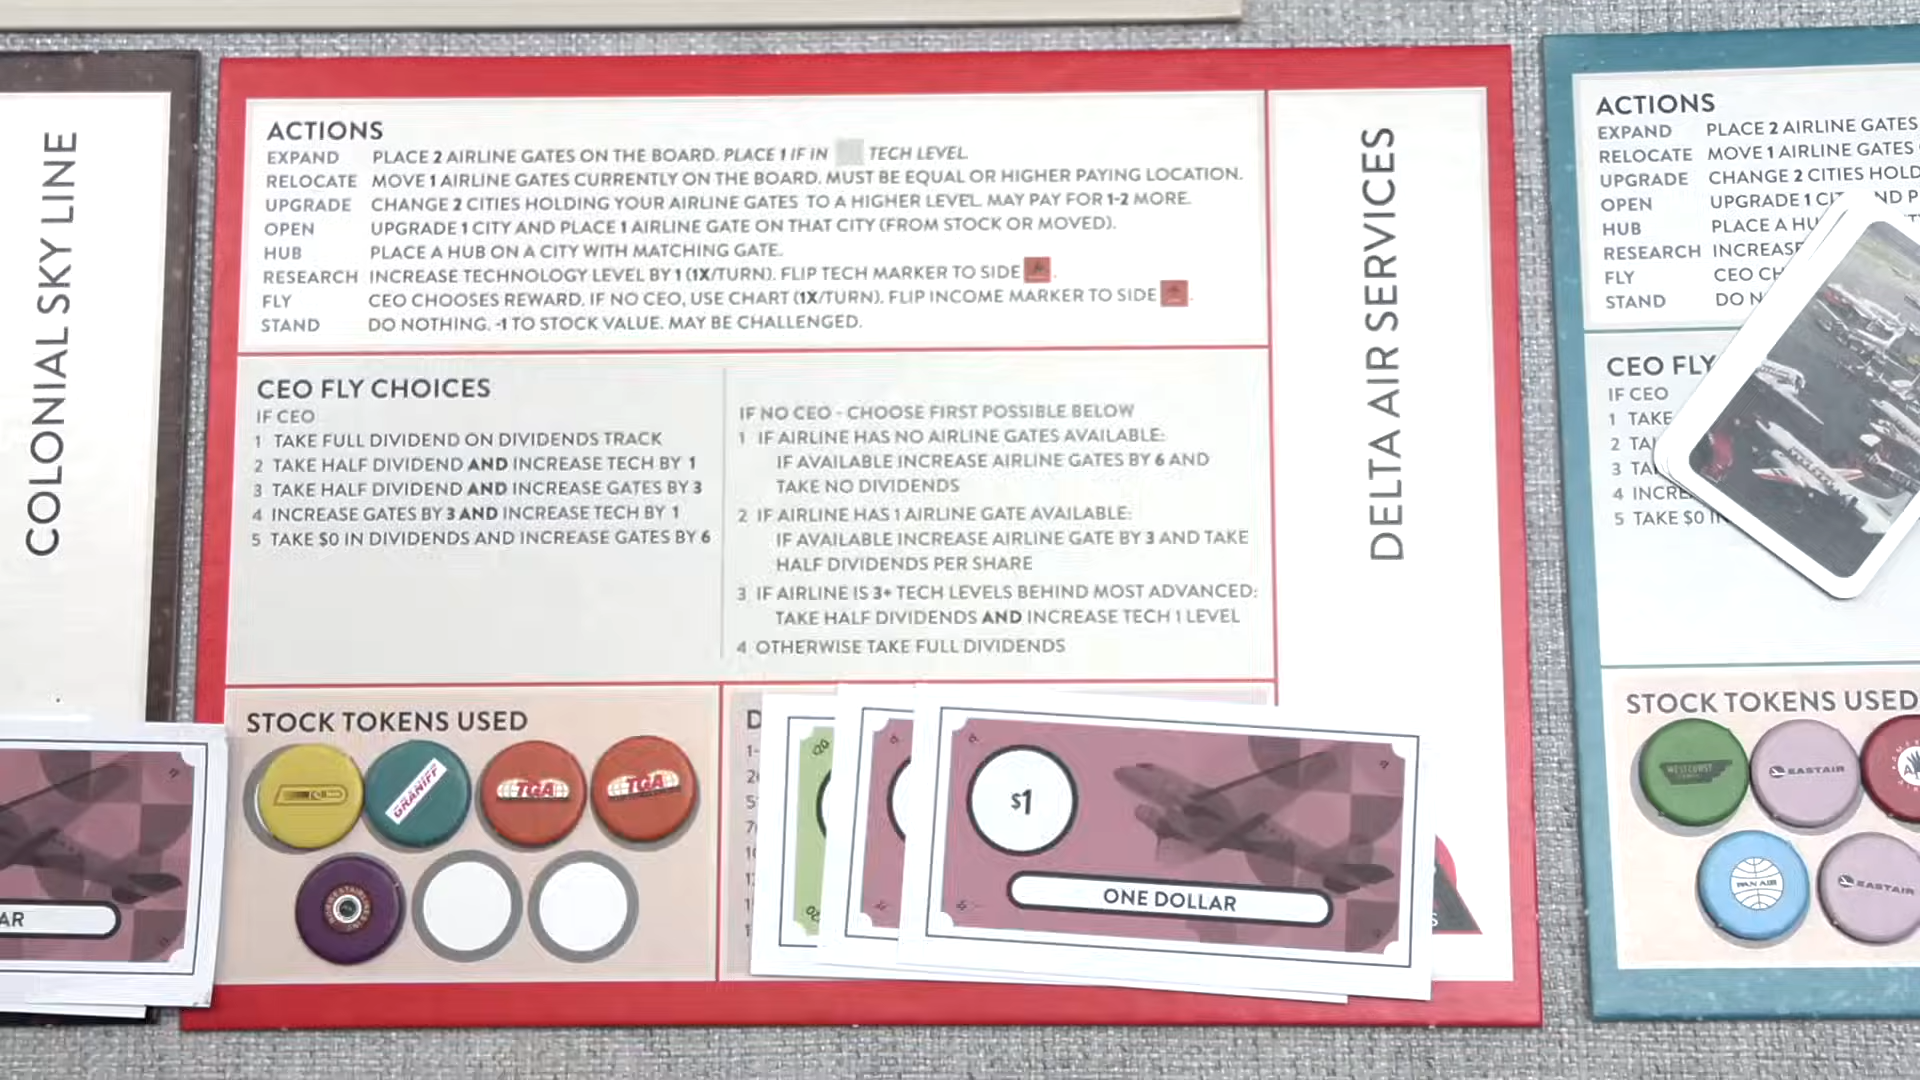 COLONIAL SKY LINE
AR
ACTIONS
EXPAND PLACE 2 AIRLINE GATES ON THE BOARD. PLACE 1 IF IN TECH LEVEL.
RELOCATE MOVE 1 AIRLINE GATES CURRENTLY ON THE BOARD. MUST BE EQUAL OR HIGHER PAYING LOCATION.
UPGRADE CHANGE 2 CITIES HOLDING YOUR AIRLINE GATES TO A HIGHER LEVEL. MAY PAY FOR 1-2 MORE.
OPEN UPGRADE 1 CITY AND PLACE 1 AIRLINE GATE ON THAT CITY (FROM STOCK OR MOVED).
HUB PLACE A HUB ON A CITY WITH MATCHING GATE.
RESEARCH INCREASE TECHNOLOGY LEVEL BY 1 (1X/TURN). FLIP TECH MARKER TO SIDE .
FLY CEO CHOOSES REWARD. IF NO CEO, USE CHART (1X/TURN). FLIP INCOME MARKER TO SIDE .
STAND DO NOTHING. -1 TO STOCK VALUE. MAY BE CHALLENGED.
CEO FLY CHOICES
IF CEO
1 TAKE FULL DIVIDEND ON DIVIDENDS TRACK
2 TAKE HALF DIVIDEND AND INCREASE TECH BY 1
3 TAKE HALF DIVIDEND AND INCREASE GATES BY 3
4 INCREASE GATES BY 3 AND INCREASE TECH BY 1
5 TAKE $0 IN DIVIDENDS AND INCREASE GATES BY 6
IF NO CEO - CHOOSE FIRST POSSIBLE BELOW
1 IF AIRLINE HAS NO AIRLINE GATES AVAILABLE:
IF AVAILABLE INCREASE AIRLINE GATES BY 6 AND
TAKE NO DIVIDENDS
2 IF AIRLINE HAS 1 AIRLINE GATE AVAILABLE:
IF AVAILABLE INCREASE AIRLINE GATE BY 3 AND TAKE
HALF DIVIDENDS PER SHARE
3 IF AIRLINE IS 3+ TECH LEVELS BEHIND MOST ADVANCED:
TAKE HALF DIVIDENDS AND INCREASE TECH 1 LEVEL
4 OTHERWISE TAKE FULL DIVIDENDS
STOCK TOKENS USED
GRANIFF
TGA
TGA
D
20
20
$1
ONE DOLLAR
DELTA AIR SERVICES
ACTIONS
EXPAND PLACE 2 AIRLINE GATES
RELOCATE MOVE 1 AIRLINE GATES
UPGRADE CHANGE 2 CITIES HOLD
OPEN UPGRADE 1 CIT ND P
HUB PLACE A HU
RESEARCH INCREASE
FLY CEO CH
STAND DO N
CEO FLY
IF CEO
1 TAKE
2 TA
3 TA
4 INCRE
5 TAKE $0 IN
STOCK TOKENS USED
WESTCOAST
EASTAIR
PAN AIR
EASTAIR